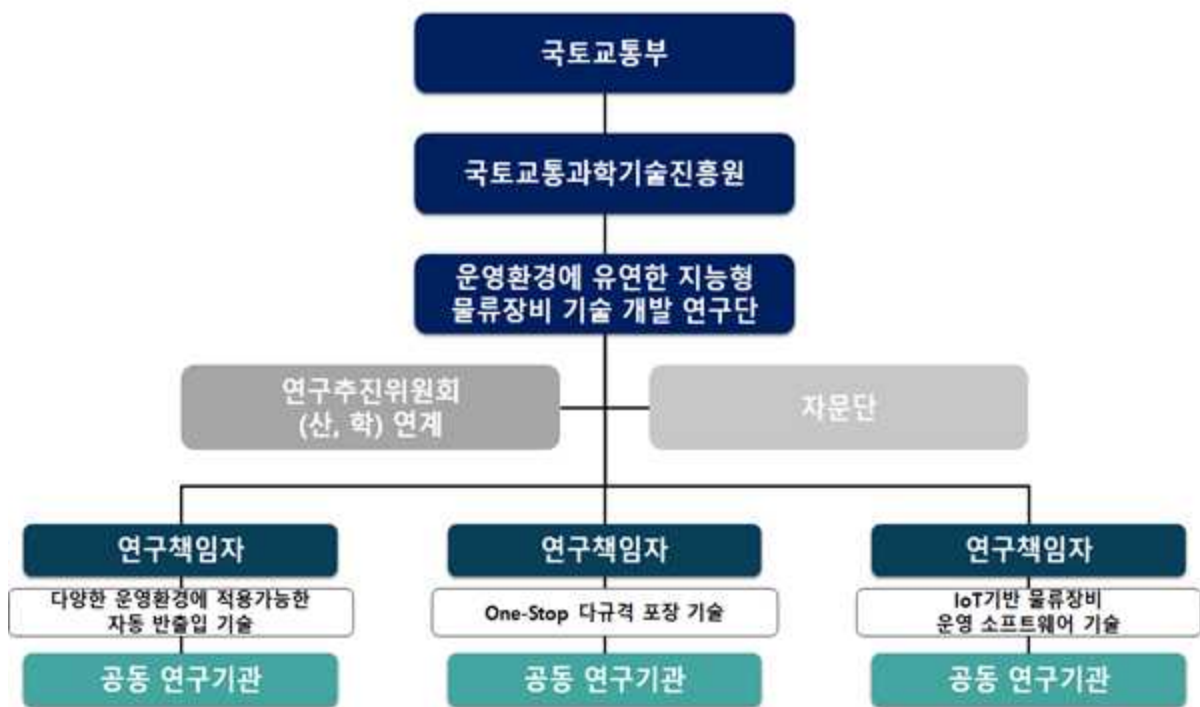 국토교통부
국토교통과학기술진흥원
운영환경에 유연한 지능형
물류장비 기술 개발 연구단
연구추진위원회
(산, 학) 연계
자문단
연구책임자
다양한 운영환경에 적용가능한
자동 반출입 기술
공동 연구기관
연구책임자
One-Stop 다규격 포장 기술
공동 연구기관
연구책임자
IoT기반 물류장비
운영 소프트웨어 기술
공동 연구기관